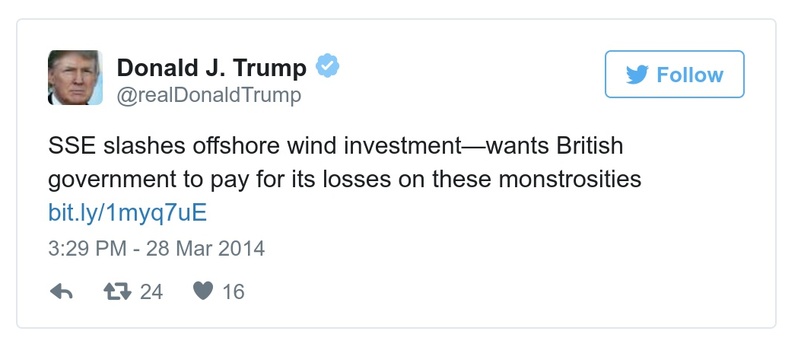 Donald J. Trump
@realDonaldTrump
Follow
SSE slashes offshore wind investment—wants British
government to pay for its losses on these monstrosities
bit.ly/1myq7uE
3:29 PM - 28 Mar 2014
24 16